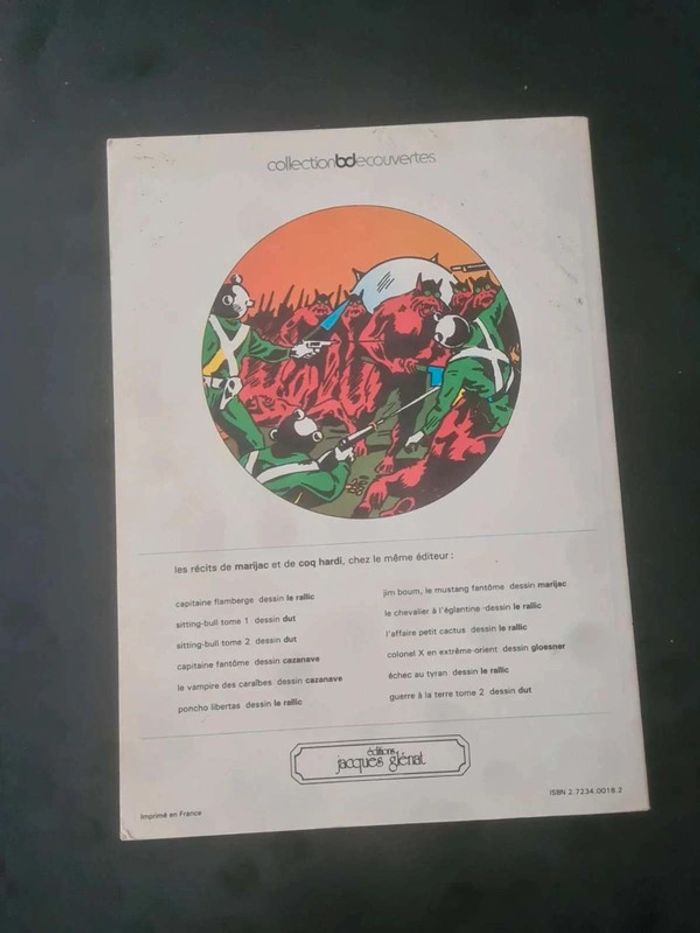 collectionbdecouvertes
les récits de marijac et de coq hardi, chez le même éditeur :
capitaine flamberge dessin le rallic
sitting-bull tome 1 dessin dut
sitting-bull tome 2 dessin dut
capitaine fantôme dessin cazanave
le vampire des caraïbes dessin cazanave
poncho libertas dessin le rallic
jim boum, le mustang fantôme dessin marijac
le chevalier à l'églantine dessin le rallic
l'affaire petit cactus dessin le rallic
colonel X en extrême-orient dessin gloesner
échec au tyran dessin le rallic
guerre à la terre tome 2 dessin dut
éditions
jacques glénat
Imprimé en France
ISBN 2.7234.0018.2